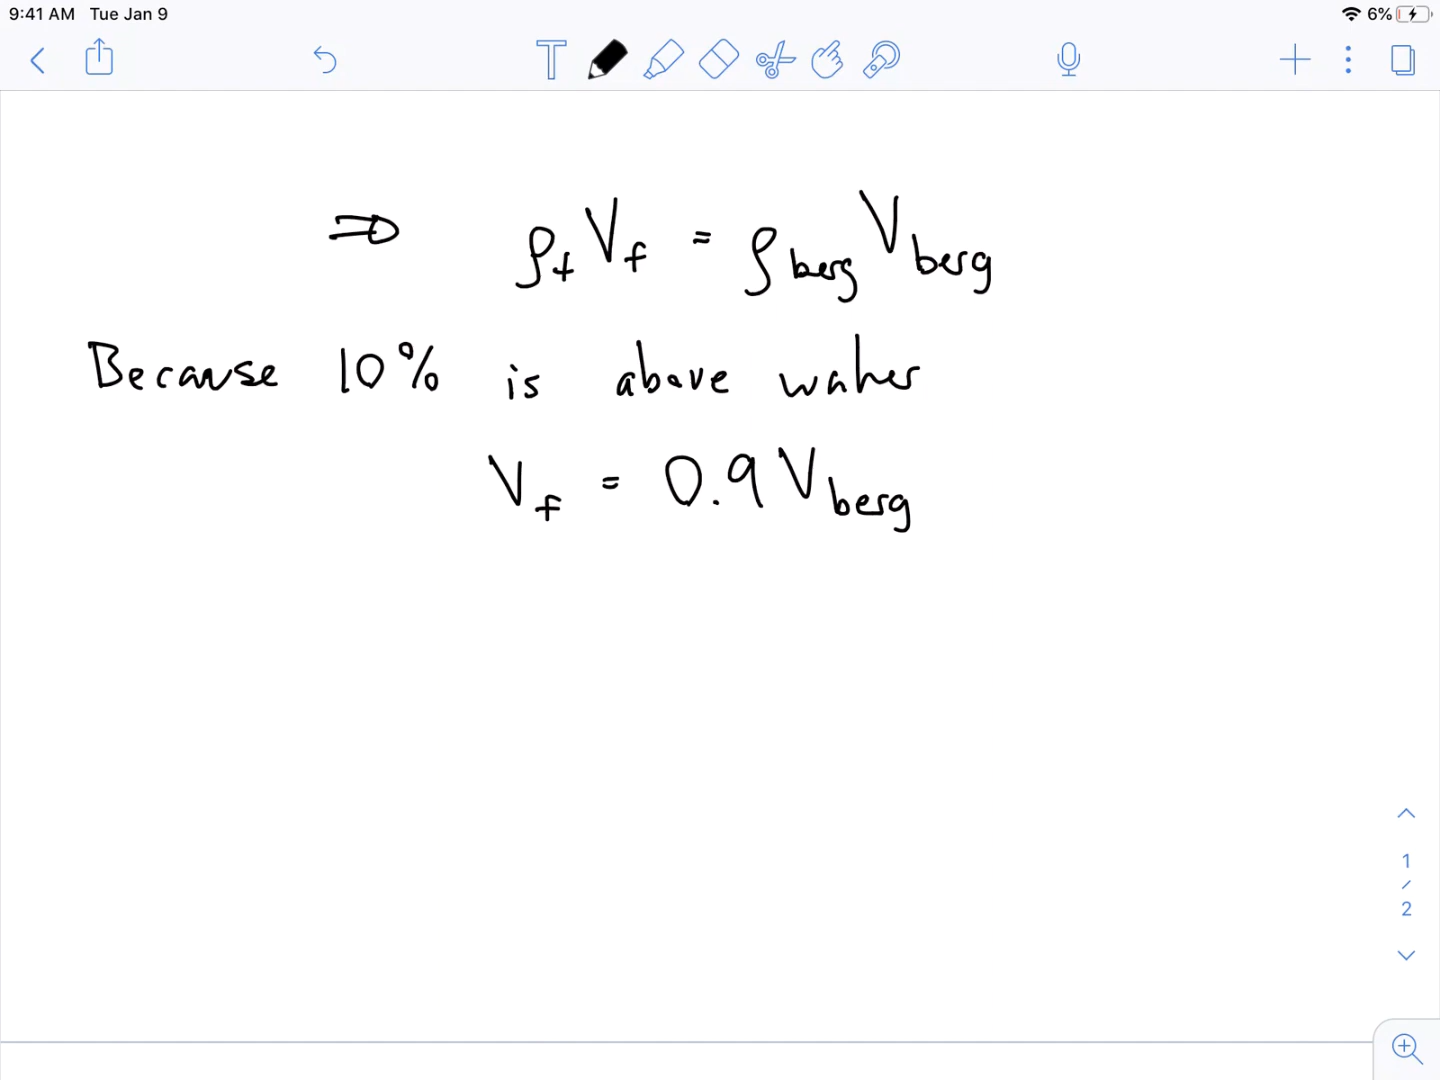 9:41 AM Tue Jan 9 6%
T
⇒ ρf Vf = ρberg Vberg
Because 10% is above water
Vf = 0.9 Vberg
1
/
2